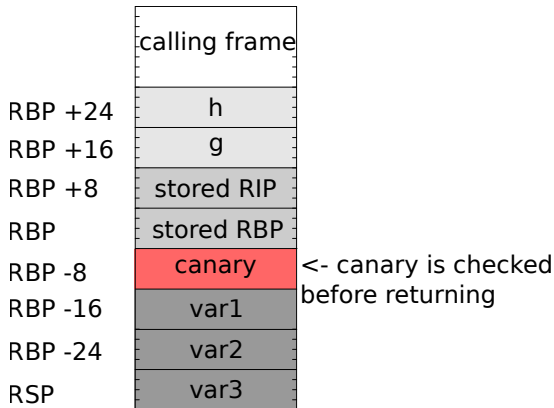 calling frame
RBP +24 h
RBP +16 g
RBP +8 stored RIP
RBP stored RBP
RBP -8 canary <- canary is checked
before returning
RBP -16 var1
RBP -24 var2
RSP var3